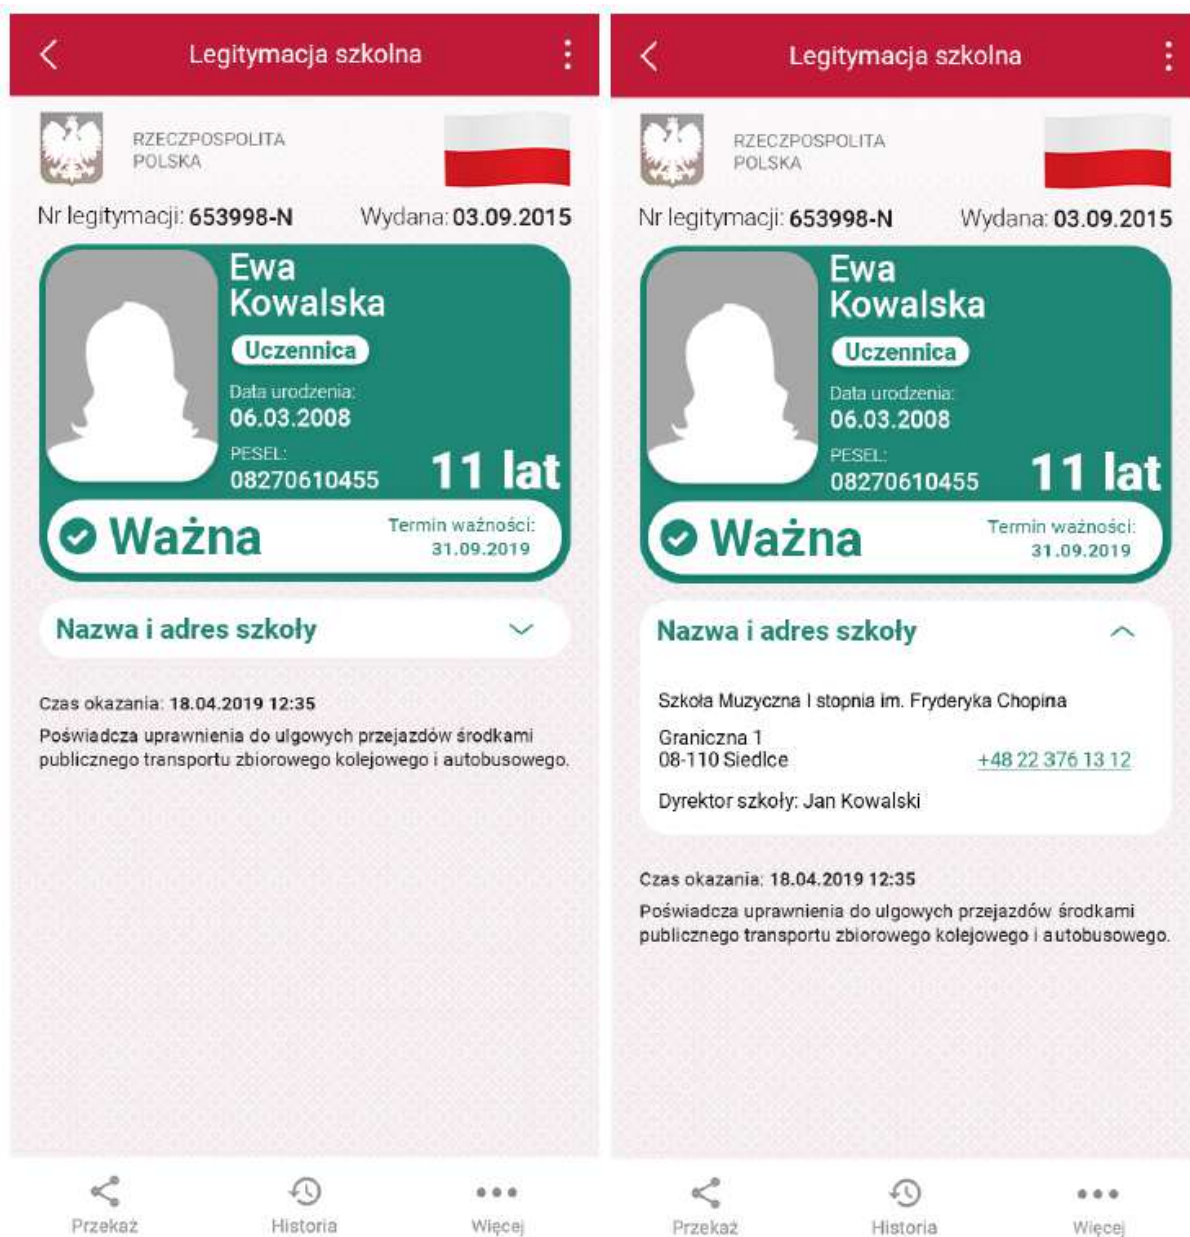 Legitymacja szkolna
RZECZPOSPOLITA
POLSKA
Nr legitymacji: 653998-N Wydana: 03.09.2015
Ewa
Kowalska
Uczennica
Data urodzenia:
06.03.2008
PESEL:
08270610455
11 lat
Ważna
Termin ważności:
31.09.2019
Nazwa i adres szkoły
Czas okazania: 18.04.2019 12:35
Poświadcza uprawnienia do ulgowych przejazdów środkami
publicznego transportu zbiorowego kolejowego i autobusowego.
Przekaż Historia Więcej
Legitymacja szkolna
RZECZPOSPOLITA
POLSKA
Nr legitymacji: 653998-N Wydana: 03.09.2015
Ewa
Kowalska
Uczennica
Data urodzenia:
06.03.2008
PESEL:
08270610455
11 lat
Ważna
Termin ważności:
31.09.2019
Nazwa i adres szkoły
Szkoła Muzyczna I stopnia im. Fryderyka Chopina
Graniczna 1
08-110 Siedlce +48 22 376 13 12
Dyrektor szkoły: Jan Kowalski
Czas okazania: 18.04.2019 12:35
Poświadcza uprawnienia do ulgowych przejazdów środkami
publicznego transportu zbiorowego kolejowego i autobusowego.
Przekaż Historia Więcej